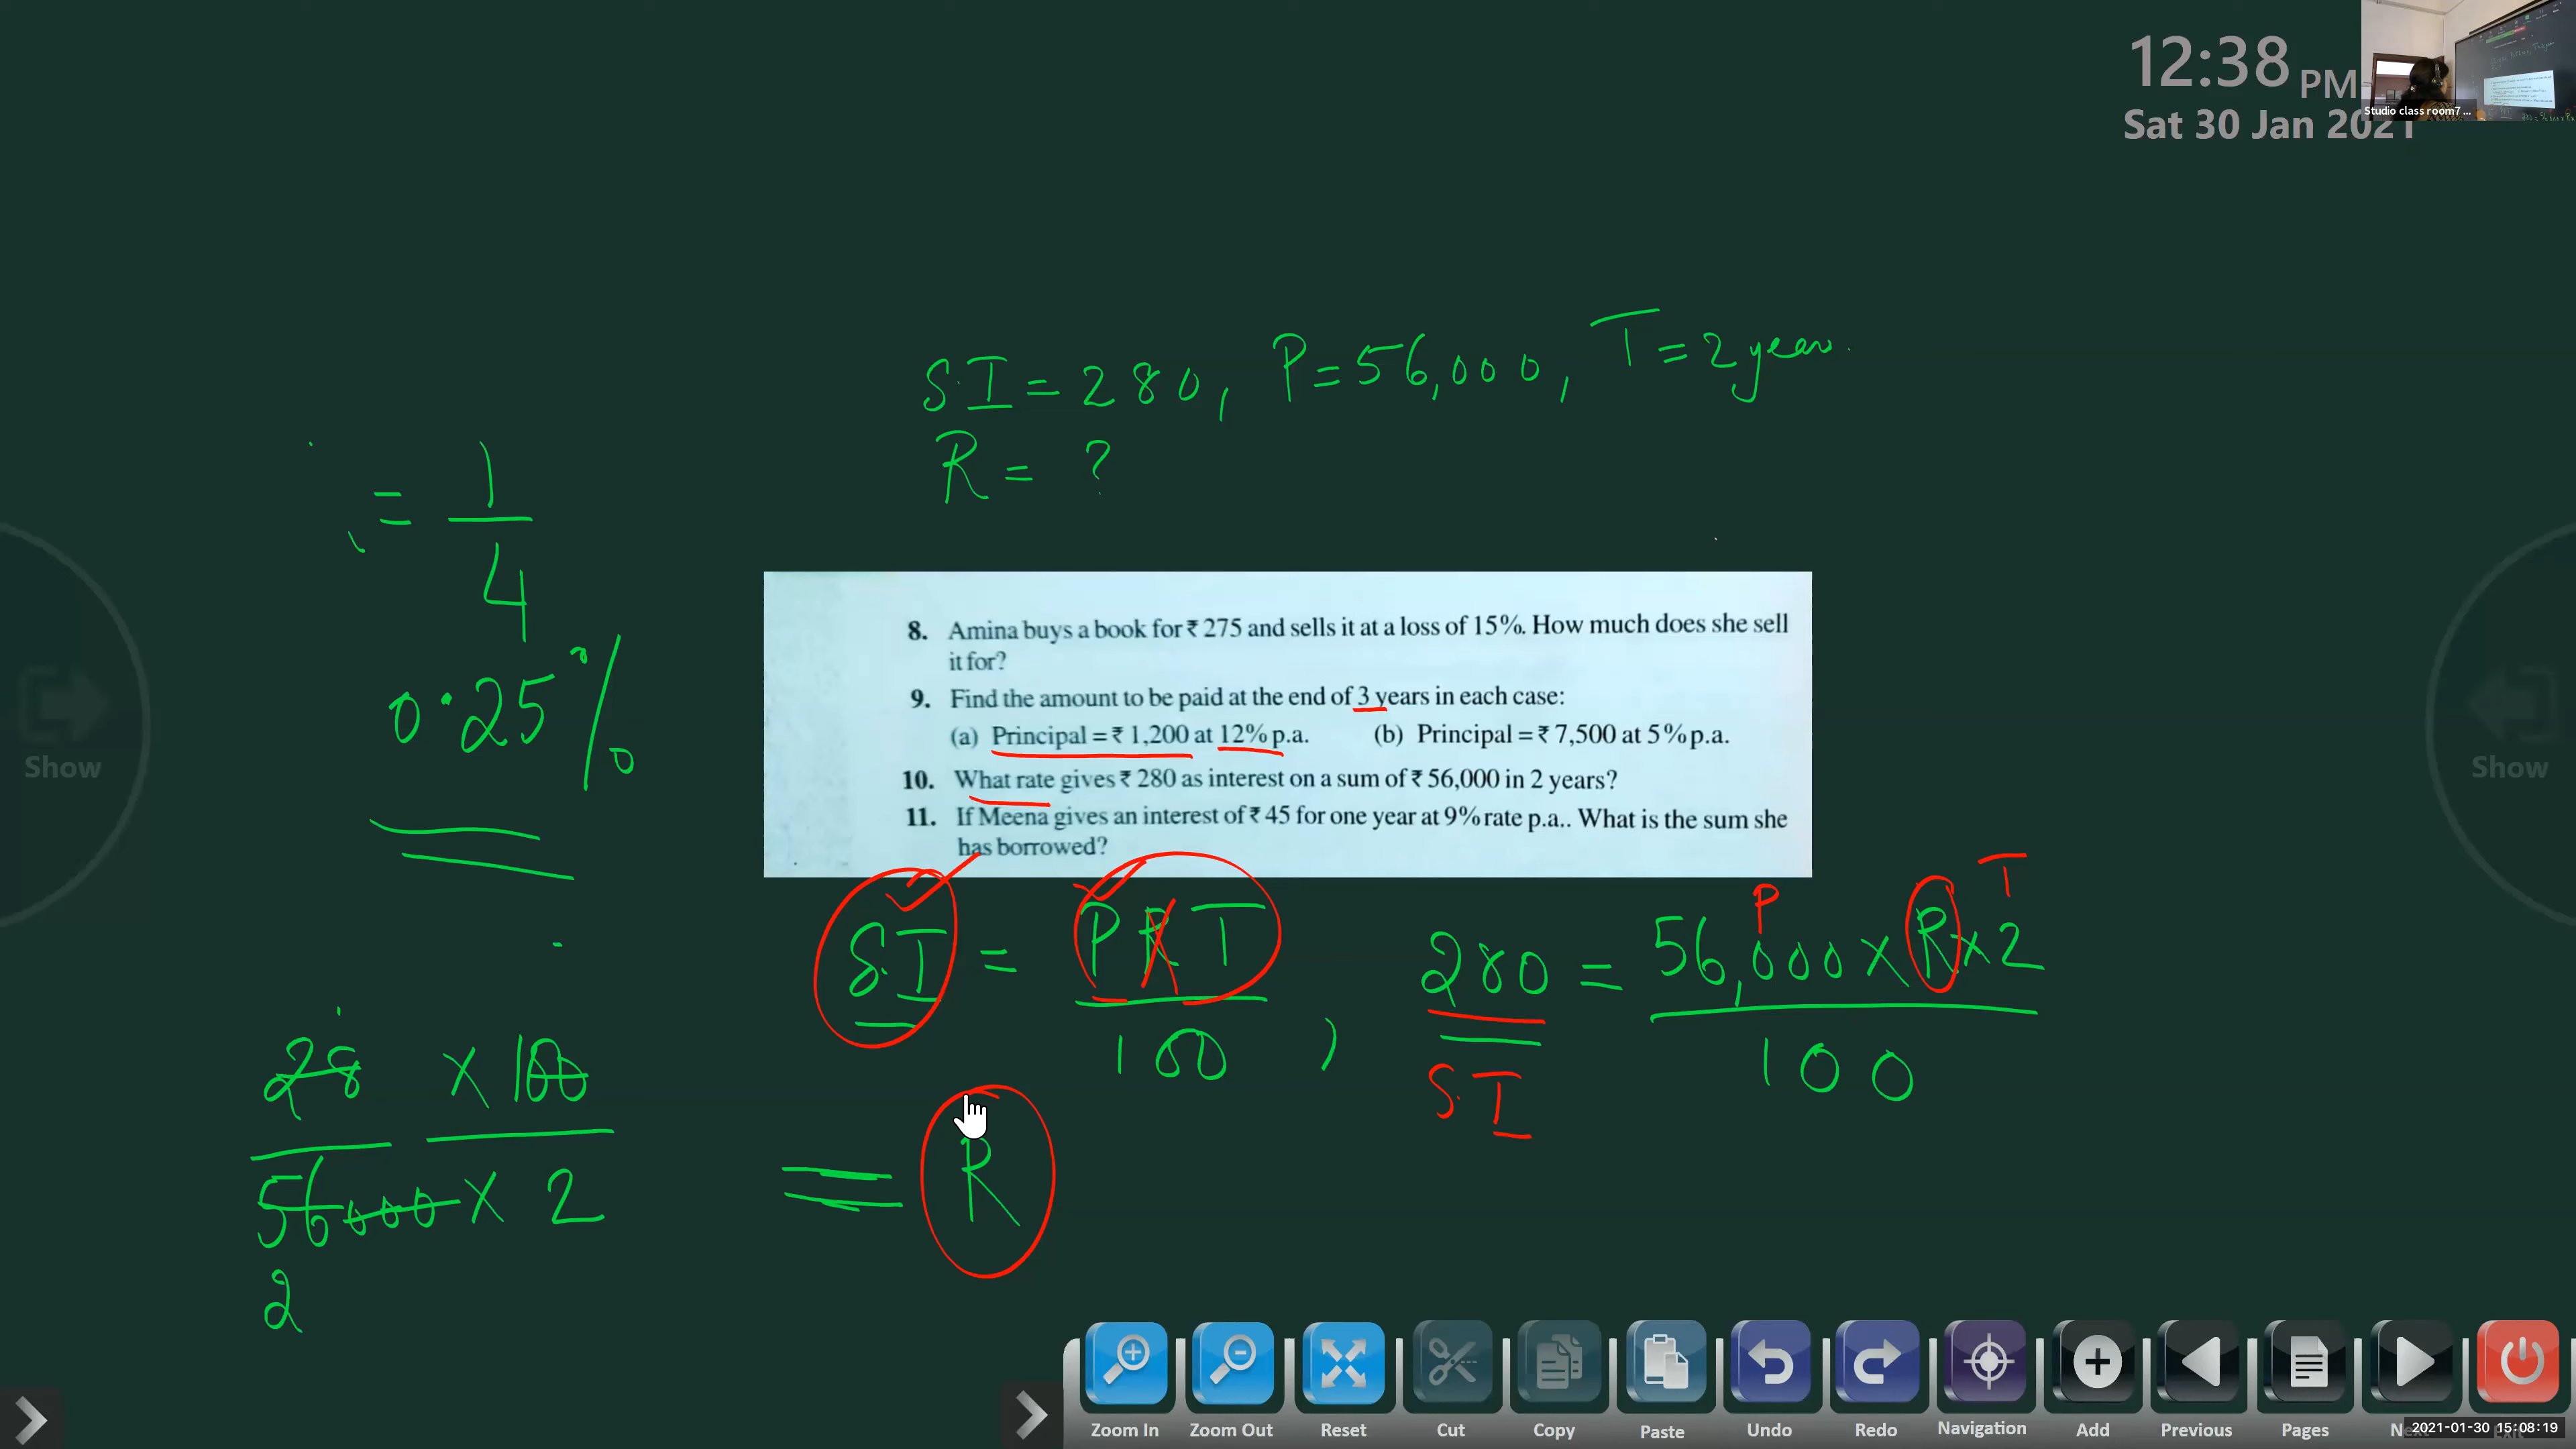 12:38 PM
Sat 30 Jan 2021
Studio class room7 ...
S.I = 280, P = 56,000, T = 2 years.
R = ?
= 1
4
0.25%
8. Amina buys a book for ₹ 275 and sells it at a loss of 15%. How much does she sell
it for?
9. Find the amount to be paid at the end of 3 years in each case:
(a) Principal = ₹ 1,200 at 12% p.a. (b) Principal = ₹ 7,500 at 5% p.a.
10. What rate gives ₹ 280 as interest on a sum of ₹ 56,000 in 2 years?
11. If Meena gives an interest of ₹ 45 for one year at 9% rate p.a.. What is the sum she
has borrowed?
P T
S.I = PRT , 280 = 56,000 × R × 2
100 100
S.I
28 × 100
56000 × 2 = R
2
Show
Show
Zoom In Zoom Out Reset Cut Copy Paste Undo Redo Navigation Add Previous Pages
2021-01-30 15:08:19